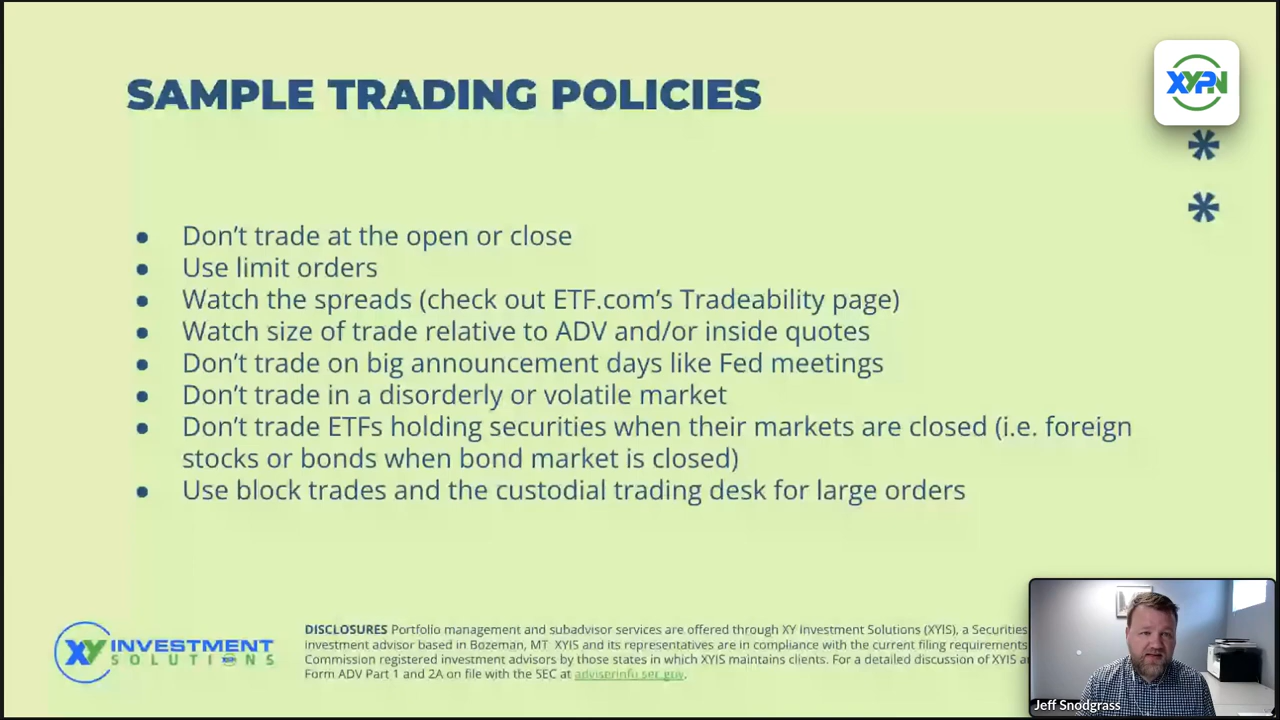 SAMPLE TRADING POLICIES
XYPN
*
*
● Don't trade at the open or close
● Use limit orders
● Watch the spreads (check out ETF.com's Tradeability page)
● Watch size of trade relative to ADV and/or inside quotes
● Don't trade on big announcement days like Fed meetings
● Don't trade in a disorderly or volatile market
● Don't trade ETFs holding securities when their markets are closed (i.e. foreign
stocks or bonds when bond market is closed)
● Use block trades and the custodial trading desk for large orders
XY INVESTMENT
SOLUTIONS
DISCLOSURES Portfolio management and subadvisor services are offered through XY Investment Solutions (XYIS), a Securities
investment advisor based in Bozeman, MT XYIS and its representatives are in compliance with the current filing requirements
Commission registered investment advisors by those states in which XYIS maintains clients. For a detailed discussion of XYIS
Form ADV Part 1 and 2A on file with the SEC at adviserinfo.sec.gov.
Jeff Snodgrass